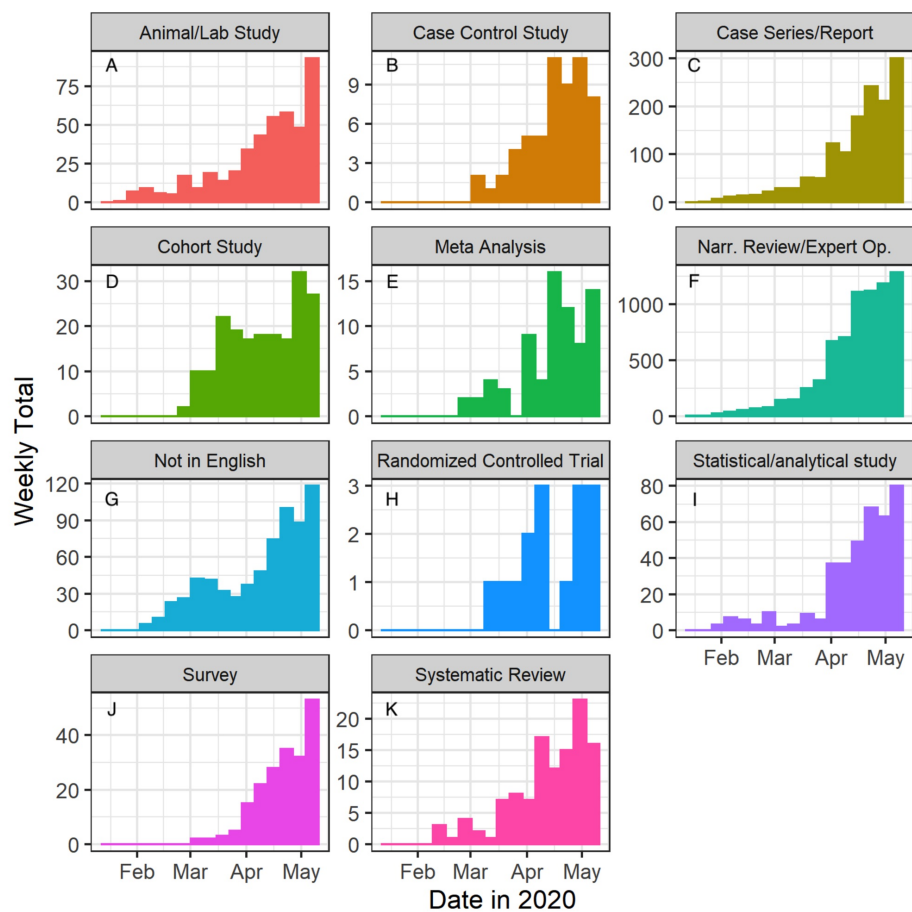 Animal/Lab Study
Case Control Study
Case Series/Report
A
B
C
75
50
25
0
9
6
3
0
300
200
100
0
Cohort Study
Meta Analysis
Narr. Review/Expert Op.
D
E
F
30
20
10
0
15
10
5
0
1000
500
0
Weekly Total
Not in English
Randomized Controlled Trial
Statistical/analytical study
G
H
I
120
90
60
30
0
3
2
1
0
80
60
40
20
0
Feb Mar Apr May
Survey
Systematic Review
J
K
40
20
0
20
15
10
5
0
Feb Mar Apr May
Feb Mar Apr May
Date in 2020